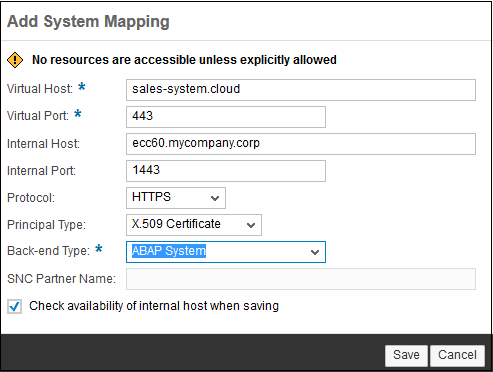 Add System Mapping
No resources are accessible unless explicitly allowed
Virtual Host: * sales-system.cloud
Virtual Port: * 443
Internal Host: ecc60.mycompany.corp
Internal Port: 1443
Protocol: HTTPS
Principal Type: X.509 Certificate
Back-end Type: * ABAP System
SNC Partner Name:
Check availability of internal host when saving
Save Cancel